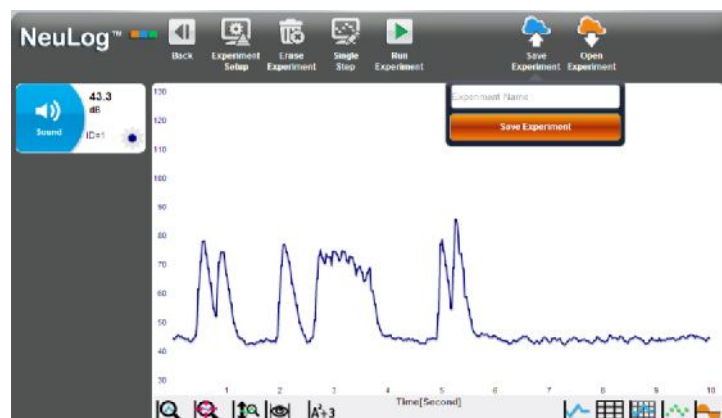 NeuLog™
Back
Experiment Setup
Erase Experiment
Single Step
Run Experiment
Save Experiment
Open Experiment
Experiment Name
Save Experiment
43.3
dB
Sound
ID=1
130
120
110
100
90
80
70
60
50
40
30
1 2 3 4 5 6 7 8 9 10
Time[Second]
A²+3